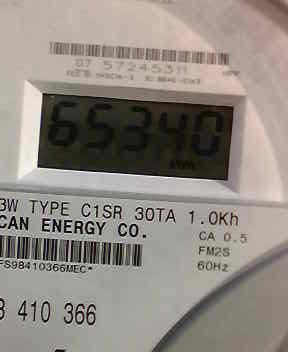 07 57245311
65340
3W TYPE C1SR 30TA 1.0Kh
CAN ENERGY CO.
CA 0.5
FM2S
60Hz
FS98410366MEC*
3 410 366